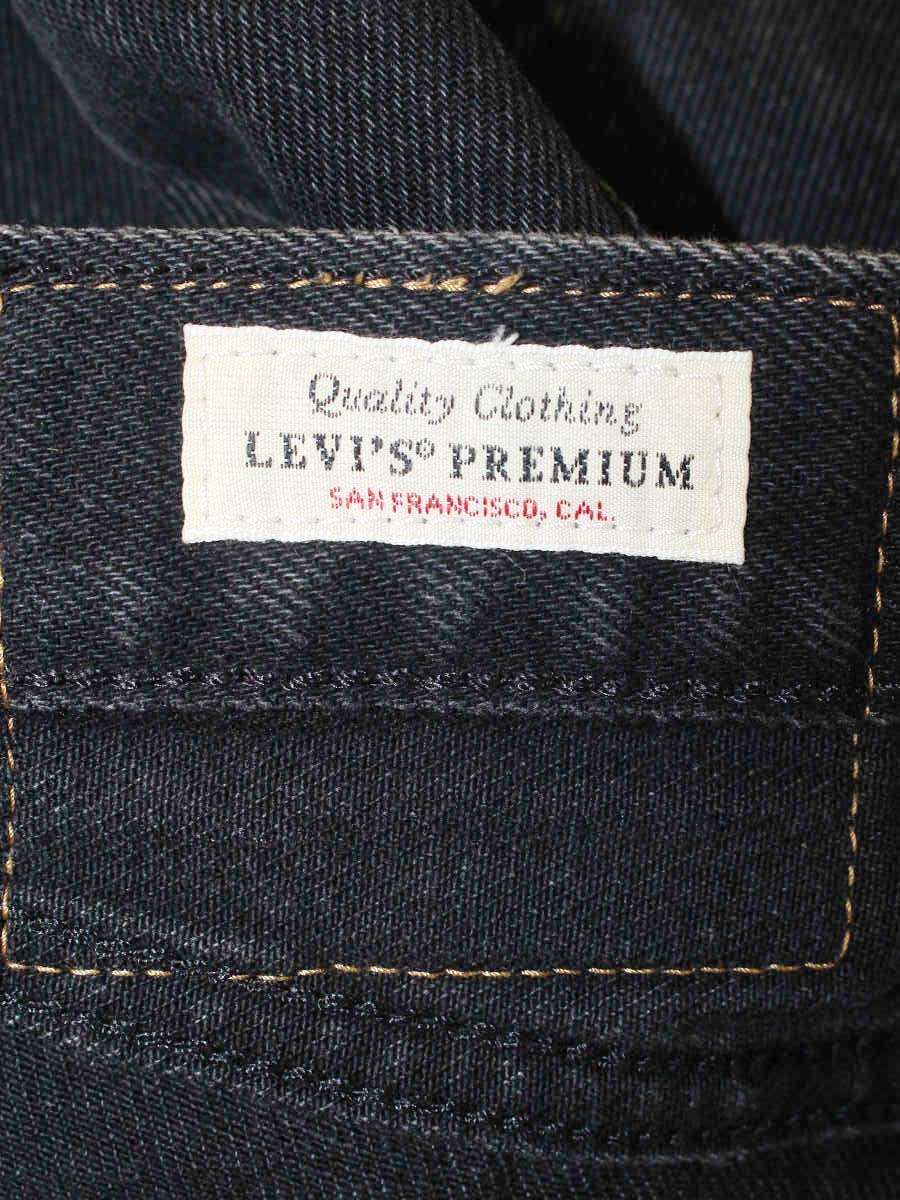 Quality Clothing
LEVI'S® PREMIUM
SAN FRANCISCO, CAL.